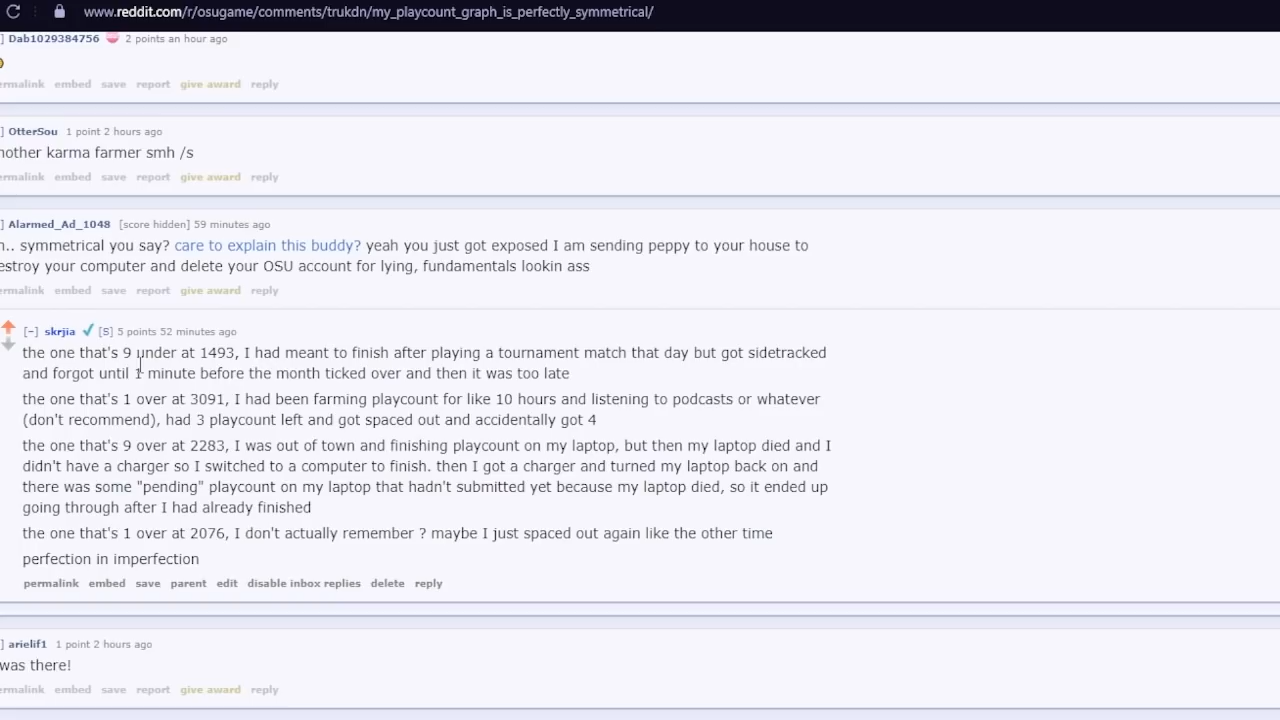 www.reddit.com/r/osugame/comments/trukdn/my_playcount_graph_is_perfectly_symmetrical/
] Dab1029384756 2 points an hour ago
ermalink embed save report give award reply
] OtterSou 1 point 2 hours ago
nother karma farmer smh /s
ermalink embed save report give award reply
] Alarmed_Ad_1048 [score hidden] 59 minutes ago
.. symmetrical you say? care to explain this buddy? yeah you just got exposed I am sending peppy to your house to
estroy your computer and delete your OSU account for lying, fundamentals lookin ass
ermalink embed save report give award reply
[–] skrjia [S] 5 points 52 minutes ago
the one that's 9 under at 1493, I had meant to finish after playing a tournament match that day but got sidetracked
and forgot until 1 minute before the month ticked over and then it was too late
the one that's 1 over at 3091, I had been farming playcount for like 10 hours and listening to podcasts or whatever
(don't recommend), had 3 playcount left and got spaced out and accidentally got 4
the one that's 9 over at 2283, I was out of town and finishing playcount on my laptop, but then my laptop died and I
didn't have a charger so I switched to a computer to finish. then I got a charger and turned my laptop back on and
there was some "pending" playcount on my laptop that hadn't submitted yet because my laptop died, so it ended up
going through after I had already finished
the one that's 1 over at 2076, I don't actually remember ? maybe I just spaced out again like the other time
perfection in imperfection
permalink embed save parent edit disable inbox replies delete reply
] arielif1 1 point 2 hours ago
was there!
ermalink embed save report give award reply